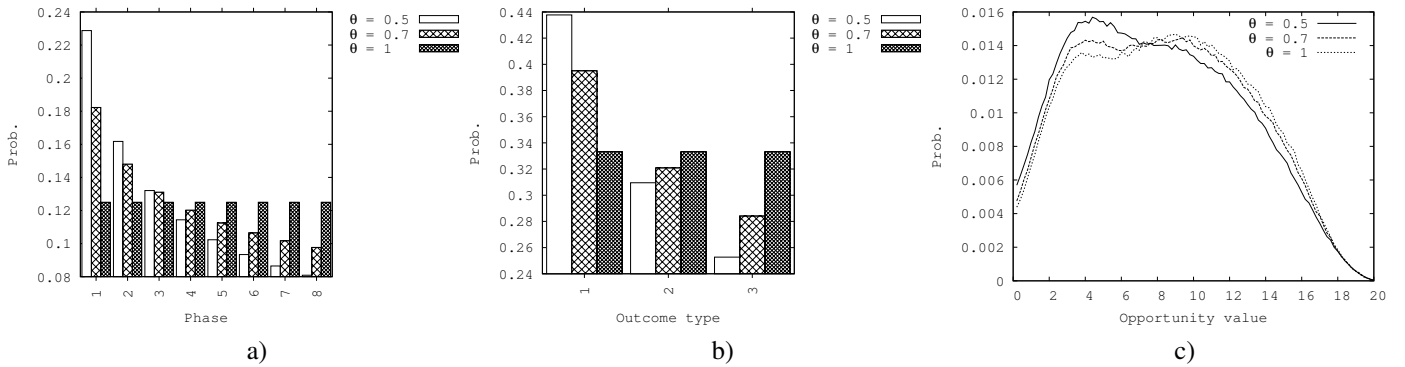 0.24
0.22
0.2
0.18
0.16
0.14
0.12
0.1
0.08
Prob.
1 2 3 4 5 6 7 8
Phase
θ = 0.5
θ = 0.7
θ = 1
a)
0.44
0.42
0.4
0.38
0.36
0.34
0.32
0.3
0.28
0.26
0.24
Prob.
1 2 3
Outcome type
θ = 0.5
θ = 0.7
θ = 1
b)
0.016
0.014
0.012
0.01
0.008
0.006
0.004
0.002
0
Prob.
0 2 4 6 8 10 12 14 16 18 20
Opportunity value
θ = 0.5
θ = 0.7
θ = 1
c)